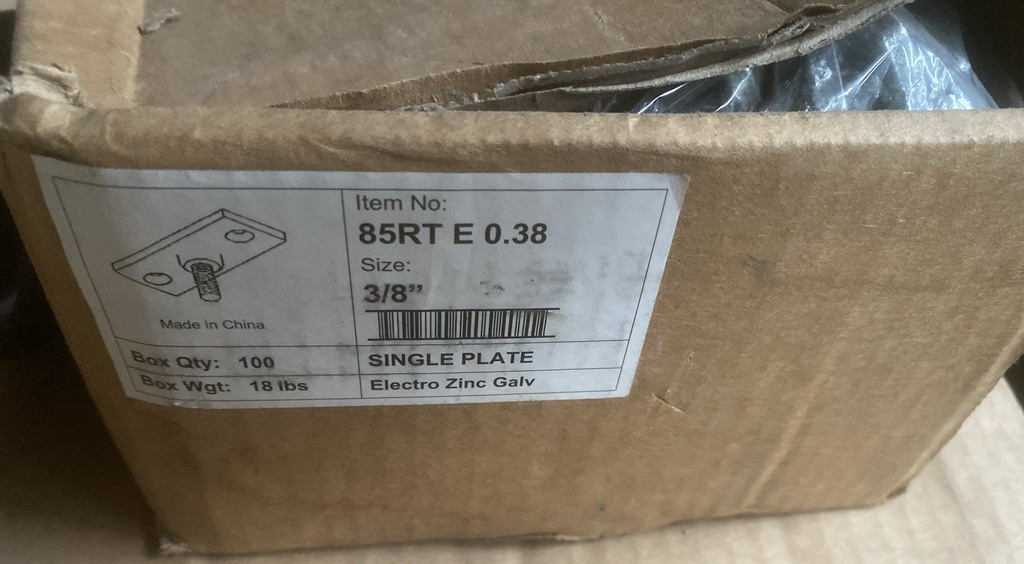 Item No:
85RT E 0.38
Size:
3/8”
Made in China
Box Qty: 100
SINGLE PLATE
Box Wgt: 18 lbs
Electro Zinc Galv